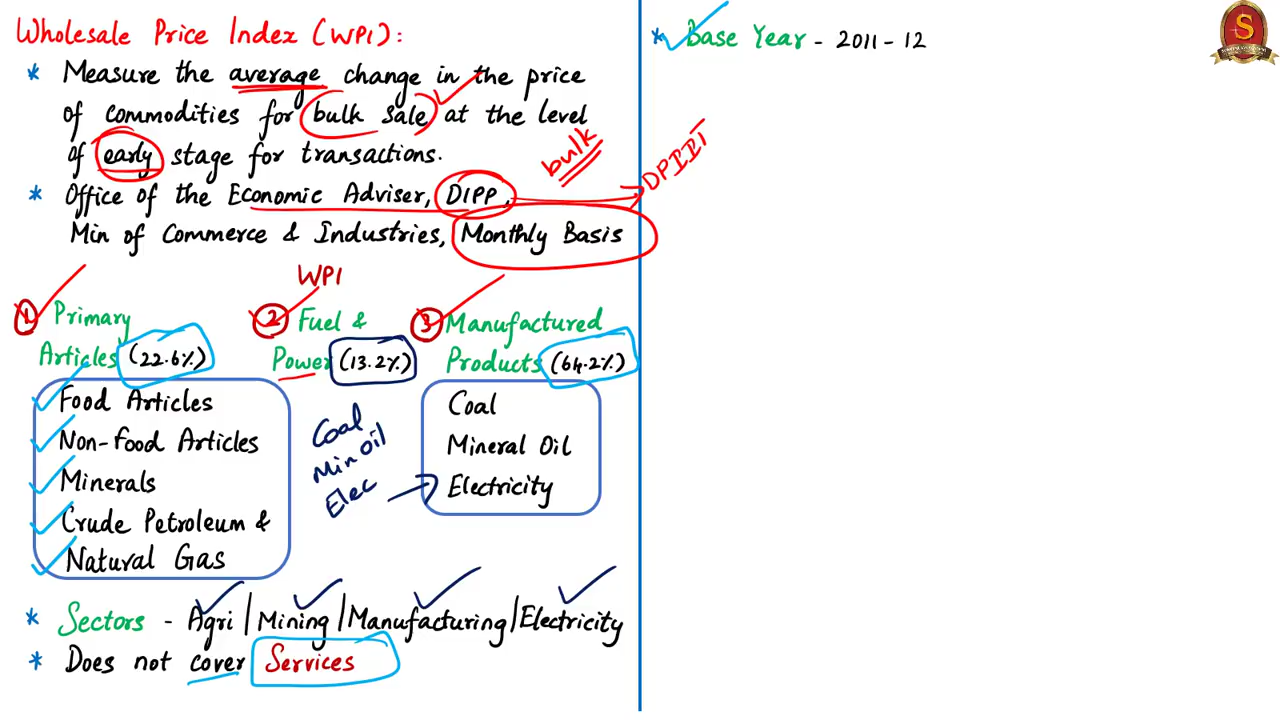 Wholesale Price Index (WPI):
* Measure the average change in the price
of commodities for bulk sale at the level
of early stage for transactions.
bulk
* Office of the Economic Adviser, DIPP,
DPIIT
Min of Commerce & Industries, Monthly Basis
WPI
1 Primary
Articles (22.6%)
Food Articles
Non-food Articles
Minerals
Crude Petroleum &
Natural Gas
2 Fuel &
Power (13.2%)
Coal
Min Oil
Elec
3 Manufactured
Products (64.2%)
Coal
Mineral Oil
Electricity
* Sectors - Agri | Mining | Manufacturing | Electricity
* Does not cover Services
* Base Year - 2011-12
S